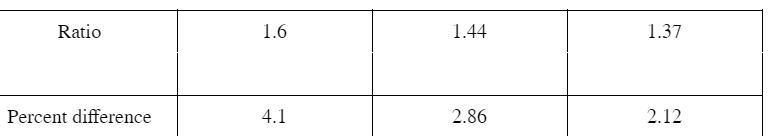 Ratio 1.6 1.44 1.37
Percent difference 4.1 2.86 2.12